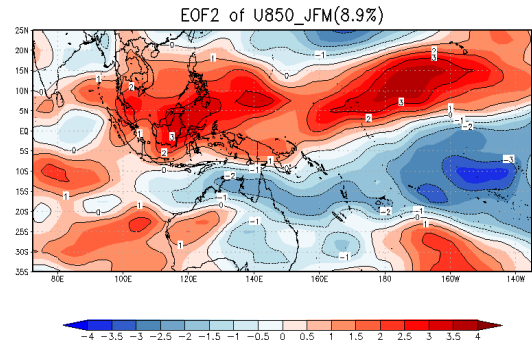 EOF2 of U850_JFM(8.9%)
25N
20N
15N
10N
5N
EQ
5S
10S
15S
20S
25S
30S
35S
80E 100E 120E 140E 160E 180 160W 140W
-4 -3.5 -3 -2.5 -2 -1.5 -1 -0.5 0 0.5 1 1.5 2 2.5 3 3.5 4